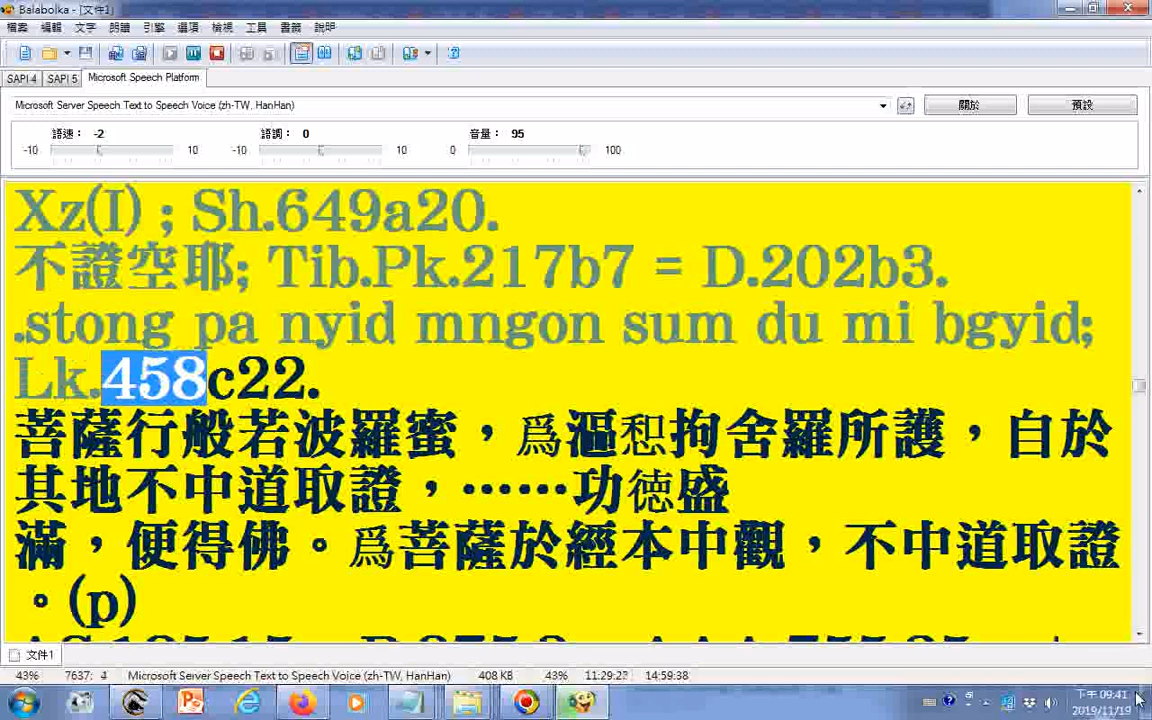 Balabolka - [文件1]
檔案 編輯 文字 朗讀 引擎 選項 檢視 工具 書籤 說明
SAPI 4 SAPI 5 Microsoft Speech Platform
Microsoft Server Speech Text to Speech Voice (zh-TW, HanHan) 關於 預設
語速： -2 語調： 0 音量： 95
-10 10 -10 10 0 100
Xz(I) ; Sh.649a20.
不證空耶; Tib.Pk.217b7 = D.202b3.
.stong pa nyid mngon sum du mi bgyid;
Lk.458c22.
菩薩行般若波羅蜜，爲漚惒拘舍羅所護，自於
其地不中道取證，……功德盛
滿，便得佛。爲菩薩於經本中觀，不中道取證
。(p)
文件1
43% 7637: 4 Microsoft Server Speech Text to Speech Voice (zh-TW, HanHan) 408 KB 43% 11:29:22 14:59:38
下午 09:41
2019/11/19